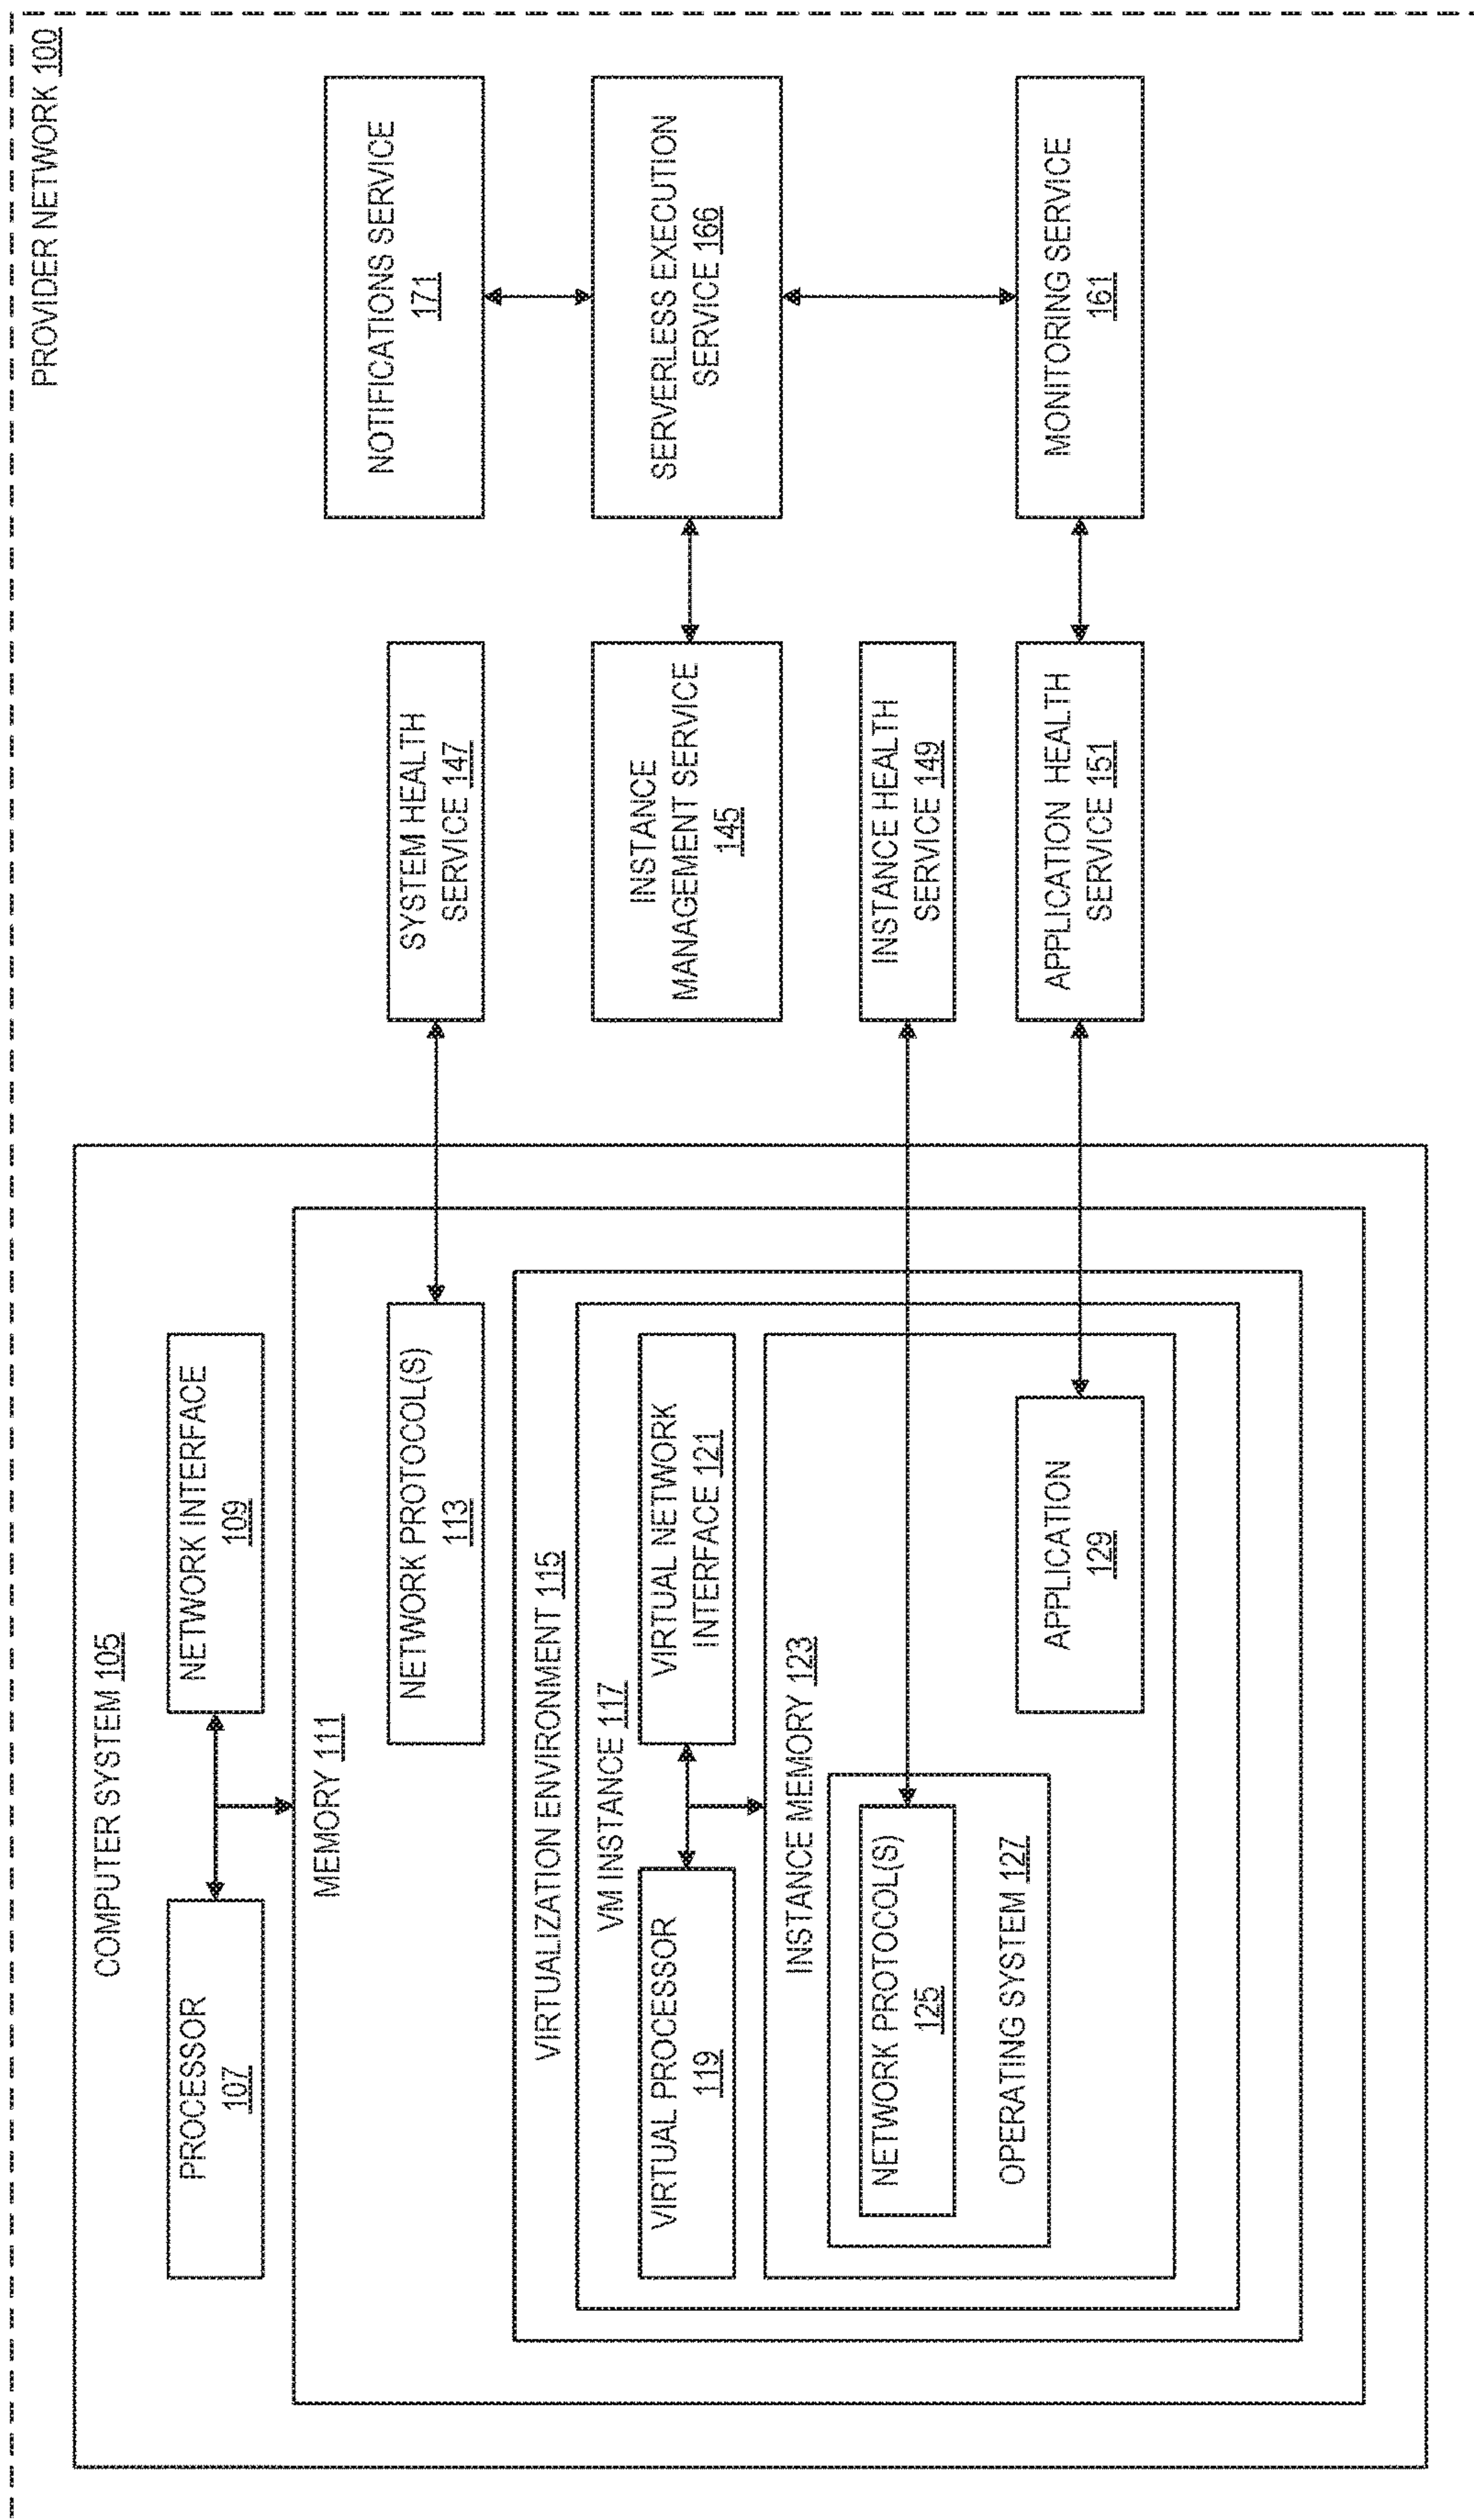 PROVIDER NETWORK 100
COMPUTER SYSTEM 105
PROCESSOR
107
NETWORK INTERFACE
109
MEMORY 111
NETWORK PROTOCOL(S)
113
VIRTUALIZATION ENVIRONMENT 115
VM INSTANCE 117
VIRTUAL PROCESSOR
119
VIRTUAL NETWORK
INTERFACE 121
INSTANCE MEMORY 123
NETWORK PROTOCOL(S)
125
OPERATING SYSTEM 127
APPLICATION
129
SYSTEM HEALTH
SERVICE 147
INSTANCE
MANAGEMENT SERVICE
145
INSTANCE HEALTH
SERVICE 149
APPLICATION HEALTH
SERVICE 151
NOTIFICATIONS SERVICE
171
SERVERLESS EXECUTION
SERVICE 166
MONITORING SERVICE
161